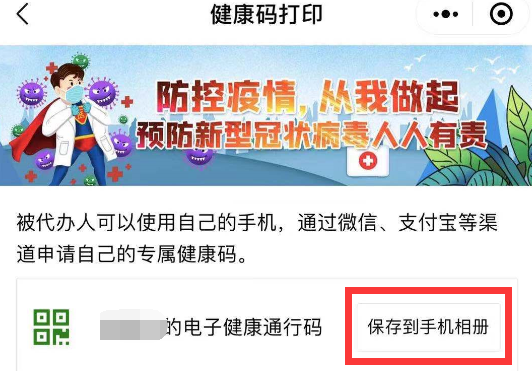 健康码打印
防控疫情,从我做起
预防新型冠状病毒人人有责
被代办人可以使用自己的手机，通过微信、支付宝等渠
道申请自己的专属健康码。
的电子健康通行码
保存到手机相册